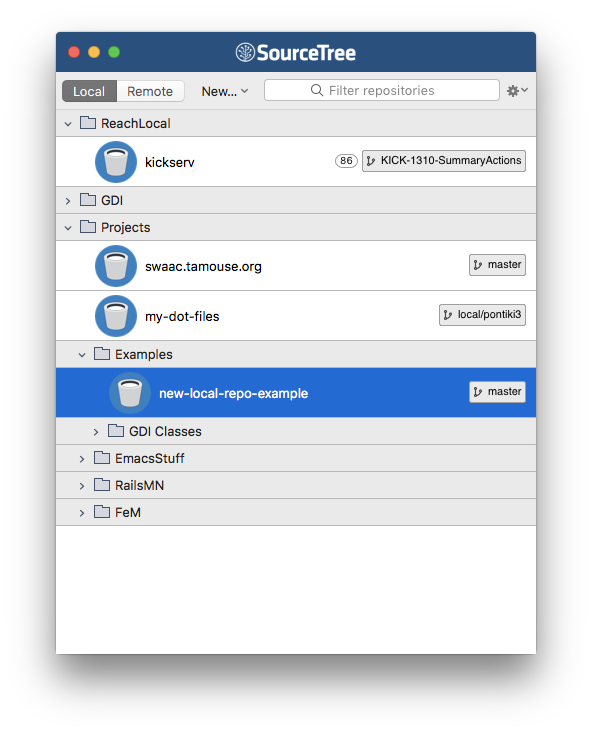 SourceTree
Local Remote New... Filter repositories
ReachLocal
kickserv 86 KICK-1310-SummaryActions
GDI
Projects
swaac.tamouse.org master
my-dot-files local/pontiki3
Examples
new-local-repo-example master
GDI Classes
EmacsStuff
RailsMN
FeM